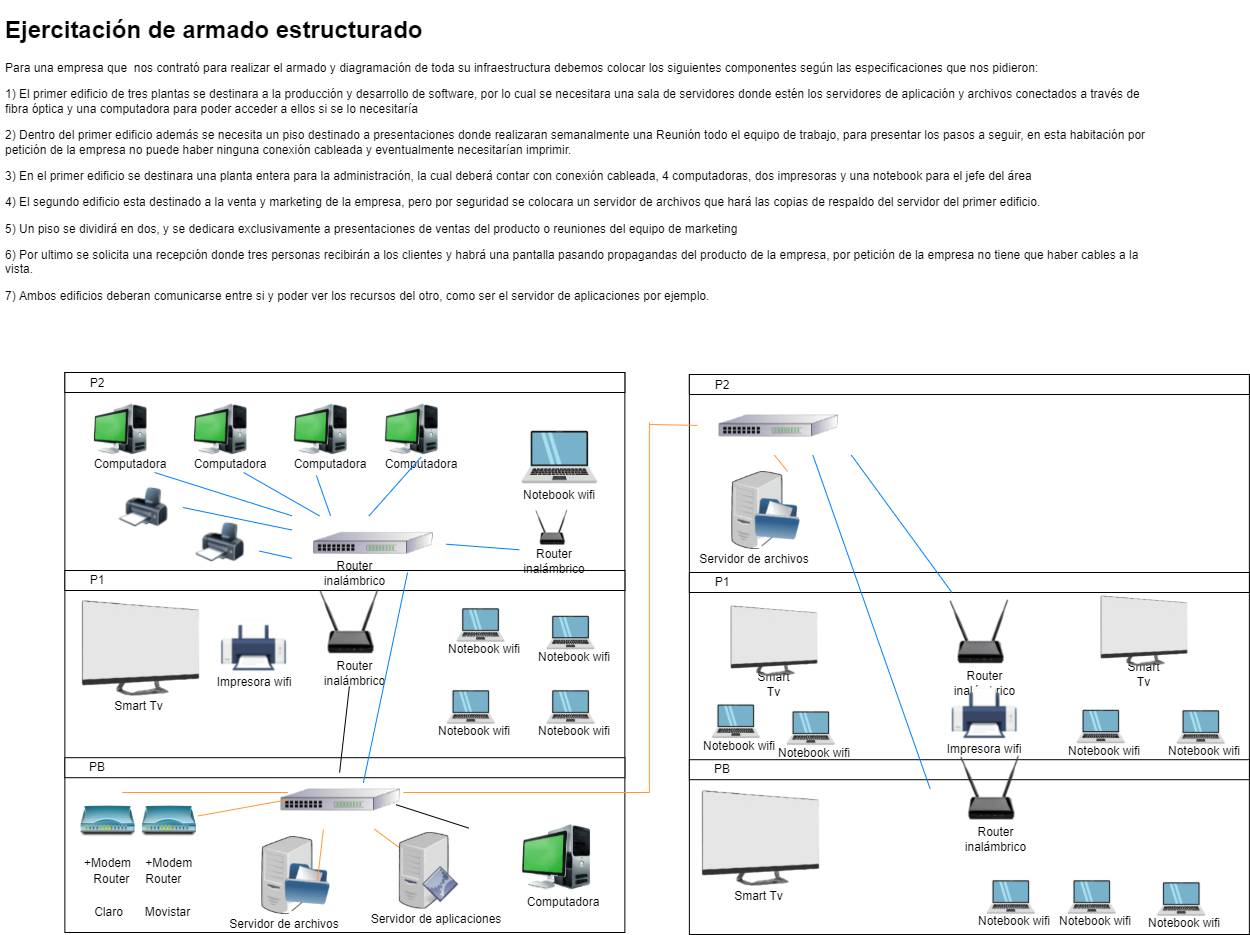 Ejercitación de armado estructurado
Para una empresa que  nos contrató para realizar el armado y diagramación de toda su infraestructura debemos colocar los siguientes componentes según las especificaciones que nos pidieron:
1) El primer edificio de tres plantas se destinara a la producción y desarrollo de software, por lo cual se necesitara una sala de servidores donde estén los servidores de aplicación y archivos conectados a través de
fibra óptica y una computadora para poder acceder a ellos si se lo necesitaría
2) Dentro del primer edificio además se necesita un piso destinado a presentaciones donde realizaran semanalmente una Reunión todo el equipo de trabajo, para presentar los pasos a seguir, en esta habitación por
petición de la empresa no puede haber ninguna conexión cableada y eventualmente necesitarían imprimir.
3) En el primer edificio se destinara una planta entera para la administración, la cual deberá contar con conexión cableada, 4 computadoras, dos impresoras y una notebook para el jefe del área
4) El segundo edificio esta destinado a la venta y marketing de la empresa, pero por seguridad se colocara un servidor de archivos que hará las copias de respaldo del servidor del primer edificio.
5) Un piso se dividirá en dos, y se dedicara exclusivamente a presentaciones de ventas del producto o reuniones del equipo de marketing
6) Por ultimo se solicita una recepción donde tres personas recibirán a los clientes y habrá una pantalla pasando propagandas del producto de la empresa, por petición de la empresa no tiene que haber cables a la
vista.
7) Ambos edificios deberan comunicarse entre si y poder ver los recursos del otro, como ser el servidor de aplicaciones por ejemplo.
P2
Computadora
Computadora
Computadora
Computadora
Notebook wifi
Router
inalámbrico
Router
inalámbrico
P1
Smart Tv
Impresora wifi
Router
inalámbrico
Notebook wifi
Notebook wifi
Notebook wifi
Notebook wifi
PB
+Modem
Router
Claro
+Modem
Router
Movistar
Servidor de archivos
Servidor de aplicaciones
Computadora
P2
Servidor de archivos
P1
Smart
Tv
Router
inalámbrico
Smart
Tv
Notebook wifi
Notebook wifi
Impresora wifi
Notebook wifi
Notebook wifi
PB
Smart Tv
Router
inalámbrico
Notebook wifi
Notebook wifi
Notebook wifi